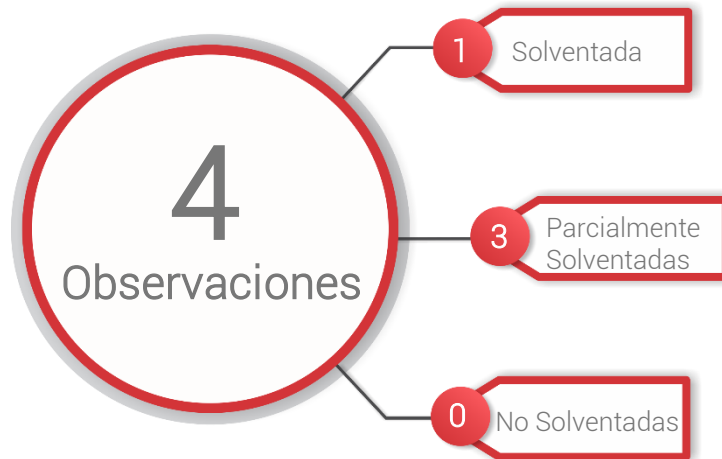 4
Observaciones
1
Solventada
3
Parcialmente
Solventadas
0
No Solventadas